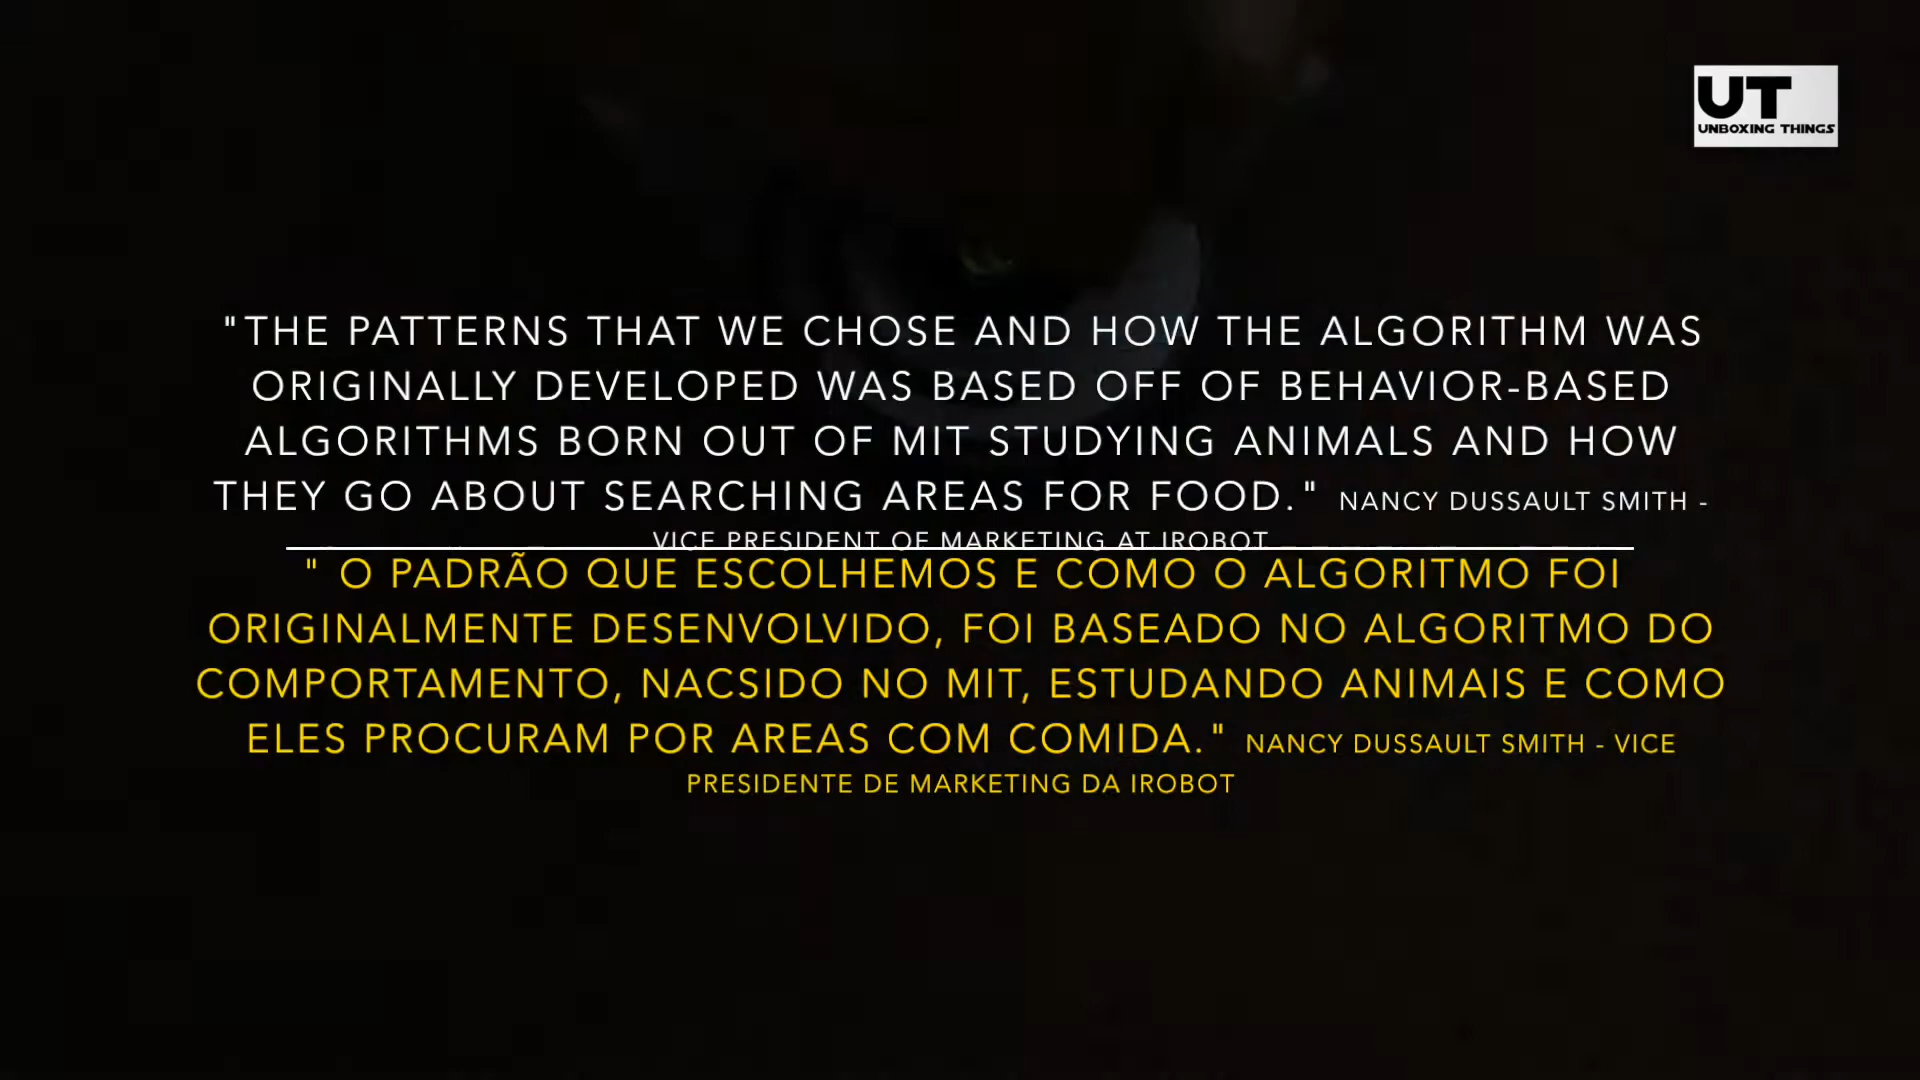 UT
UNBOXING THINGS
"THE PATTERNS THAT WE CHOSE AND HOW THE ALGORITHM WAS
ORIGINALLY DEVELOPED WAS BASED OFF OF BEHAVIOR-BASED
ALGORITHMS BORN OUT OF MIT STUDYING ANIMALS AND HOW
THEY GO ABOUT SEARCHING AREAS FOR FOOD." NANCY DUSSAULT SMITH -
VICE PRESIDENT OF MARKETING AT IROBOT
" O PADRÃO QUE ESCOLHEMOS E COMO O ALGORITMO FOI
ORIGINALMENTE DESENVOLVIDO, FOI BASEADO NO ALGORITMO DO
COMPORTAMENTO, NACSIDO NO MIT, ESTUDANDO ANIMAIS E COMO
ELES PROCURAM POR AREAS COM COMIDA." NANCY DUSSAULT SMITH - VICE
PRESIDENTE DE MARKETING DA IROBOT